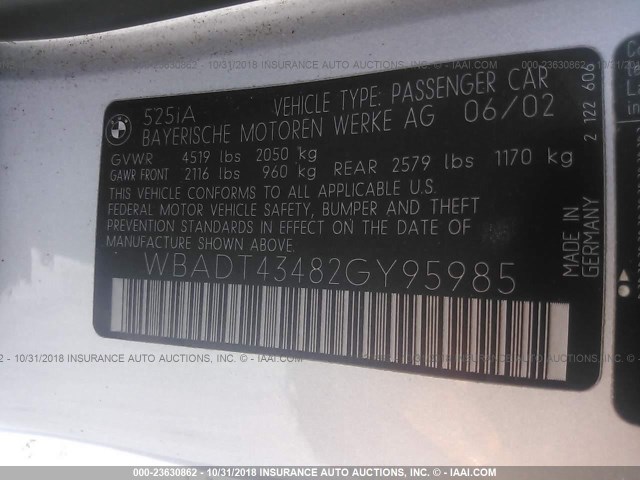 525iA VEHICLE TYPE: PASSENGER CAR
BAYERISCHE MOTOREN WERKE AG 06/02
GVWR 4519 lbs 2050 kg
GAWR FRONT 2116 lbs 960 kg REAR 2579 lbs 1170 kg
THIS VEHICLE CONFORMS TO ALL APPLICABLE U.S.
FEDERAL MOTOR VEHICLE SAFETY, BUMPER AND THEFT
PREVENTION STANDARDS IN EFFECT ON THE DATE OF
MANUFACTURE SHOWN ABOVE.
WBADT43482GY95985
MADE IN
GERMANY
2 122 606
000-23630862 - 10/31/2018 INSURANCE AUTO AUCTIONS, INC. - © IAAI.COM